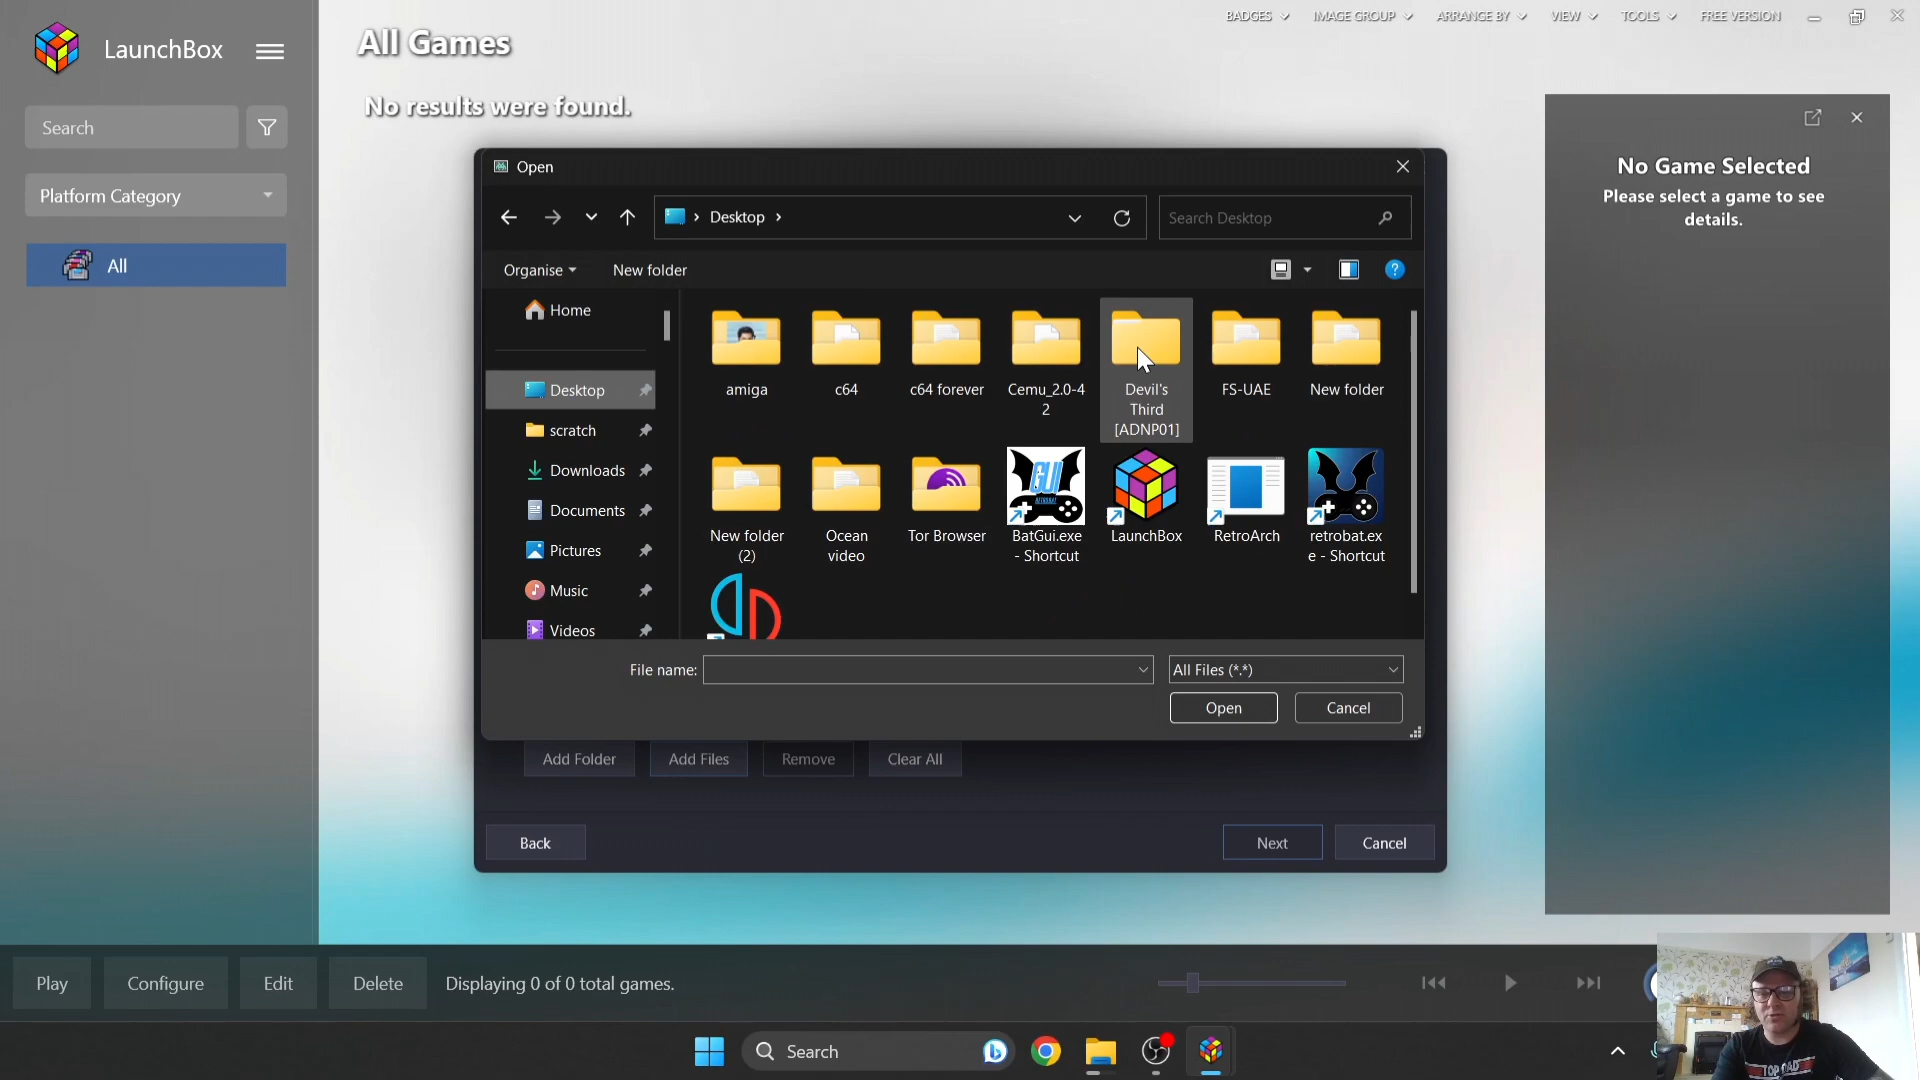 LaunchBox
BADGES IMAGE GROUP ARRANGE BY VIEW TOOLS FREE VERSION
All Games
No results were found.
Search
Platform Category
All
Open
Desktop
Search Desktop
Organise New folder
Home
Desktop
scratch
Downloads
Documents
Pictures
Music
Videos
amiga
c64
c64 forever
Cemu_2.0-4
2
Devil's
Third
[ADNP01]
FS-UAE
New folder
New folder
(2)
Ocean
video
Tor Browser
GUI
RETROBAT
BatGui.exe
- Shortcut
LaunchBox
RetroArch
retrobat.ex
e - Shortcut
File name:
All Files (*.*)
Open Cancel
Add Folder Add Files Remove Clear All
Back Next Cancel
No Game Selected
Please select a game to see
details.
Play Configure Edit Delete Displaying 0 of 0 total games.
Search